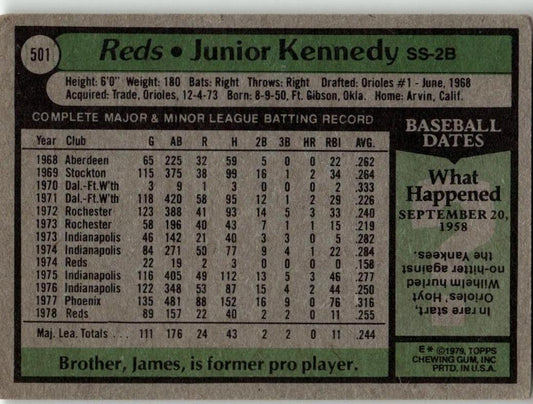 501
Reds • Junior Kennedy SS-2B
Height: 6'0" Weight: 180 Bats: Right Throws: Right Drafted: Orioles #1 - June, 1968
Acquired: Trade, Orioles, 12-4-73 Born: 8-9-50, Ft. Gibson, Okla. Home: Arvin, Calif.
COMPLETE MAJOR & MINOR LEAGUE BATTING RECORD
Year Club G AB R H 2B 3B HR RBI AVG.
1968 Aberdeen 65 225 32 59 5 0 0 22 .262
1969 Stockton 115 375 38 99 16 1 2 34 .264
1970 Dal.-Ft.W'th 3 9 1 3 0 0 0 2 .333
1971 Dal.-Ft.W'th 118 420 58 95 12 1 2 29 .226
1972 Rochester 123 388 41 93 14 5 3 33 .240
1973 Rochester 58 196 40 43 7 1 1 15 .219
1973 Indianapolis 46 142 21 40 3 3 0 5 .282
1974 Indianapolis 84 271 50 77 9 4 1 22 .284
1974 Reds 22 19 2 3 0 0 0 0 .158
1975 Indianapolis 116 405 49 112 13 5 3 46 .277
1976 Indianapolis 122 348 53 87 15 4 2 44 .250
1977 Phoenix 135 481 88 152 16 9 0 76 .316
1978 Reds 89 157 22 40 2 2 0 11 .255
Maj. Lea. Totals . . . 111 176 24 43 2 2 0 11 .244
Brother, James, is former pro player.
BASEBALL
DATES
What
Happened
SEPTEMBER 20,
1958
?
In rare start,
Orioles' Hoyt
Wilhelm hurled
no-hitter against
the Yankees.
E* ©1979, TOPPS
CHEWING GUM, INC
PRTD. IN U.S.A.